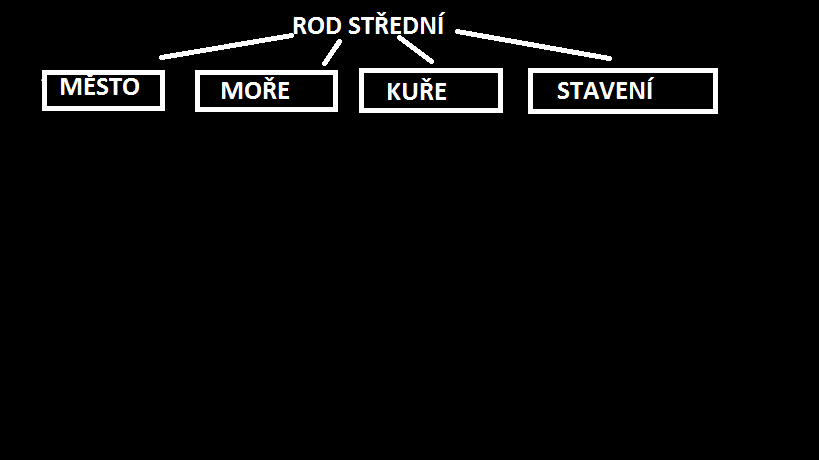 ROD STŘEDNÍ
MĚSTO MOŘE KUŘE STAVENÍ